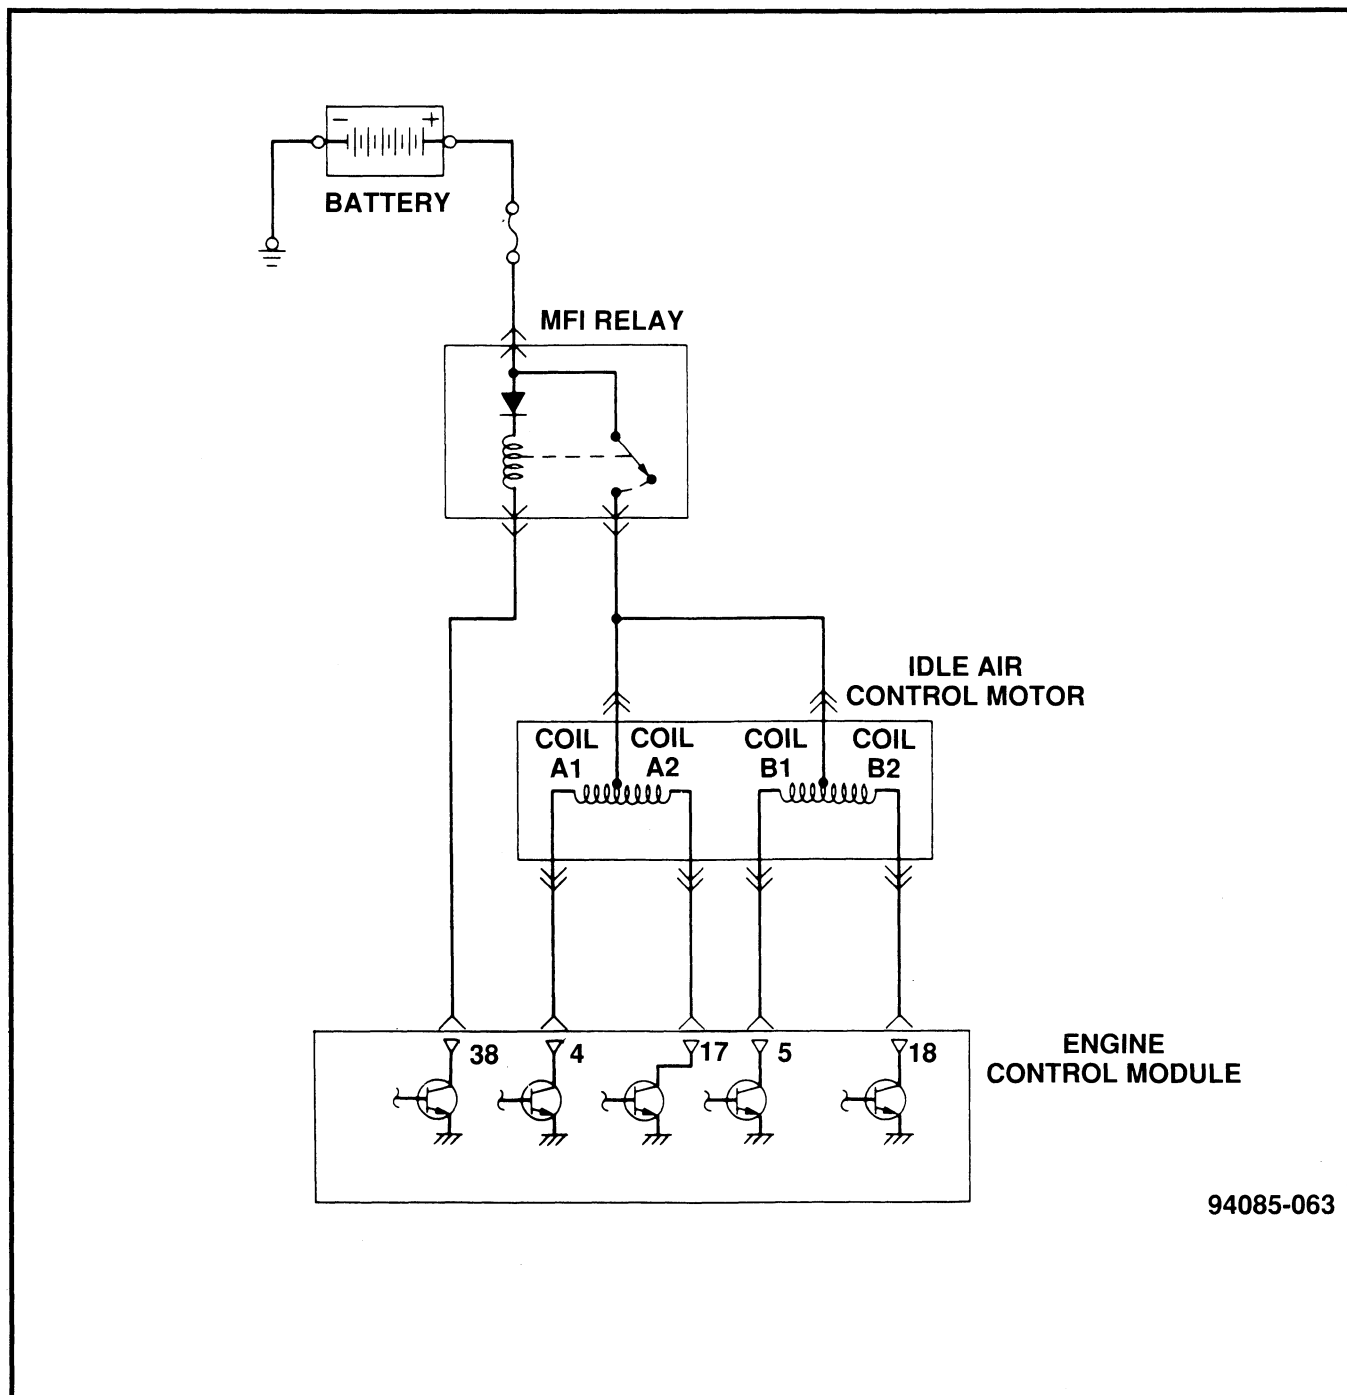 − +
BATTERY
MFI RELAY
IDLE AIR
CONTROL MOTOR
COIL A1
COIL A2
COIL B1
COIL B2
38 4 17 5 18
ENGINE
CONTROL MODULE
94085-063